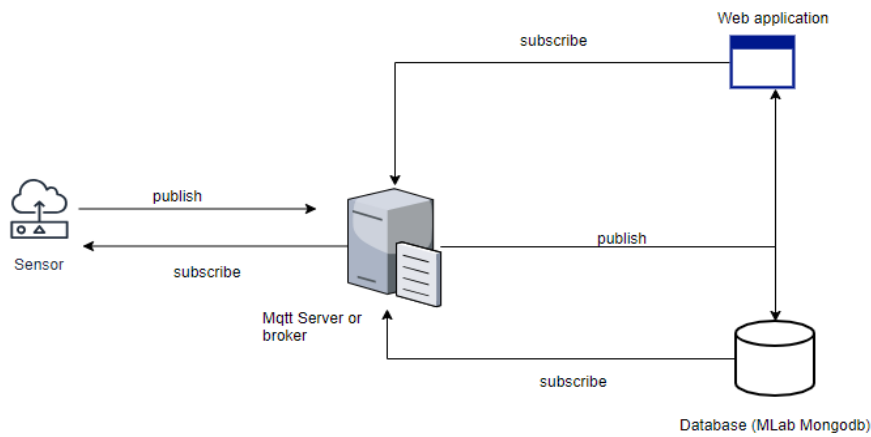 Web application
subscribe
publish
Sensor
subscribe
publish
Mqtt Server or
broker
subscribe
Database (MLab Mongodb)